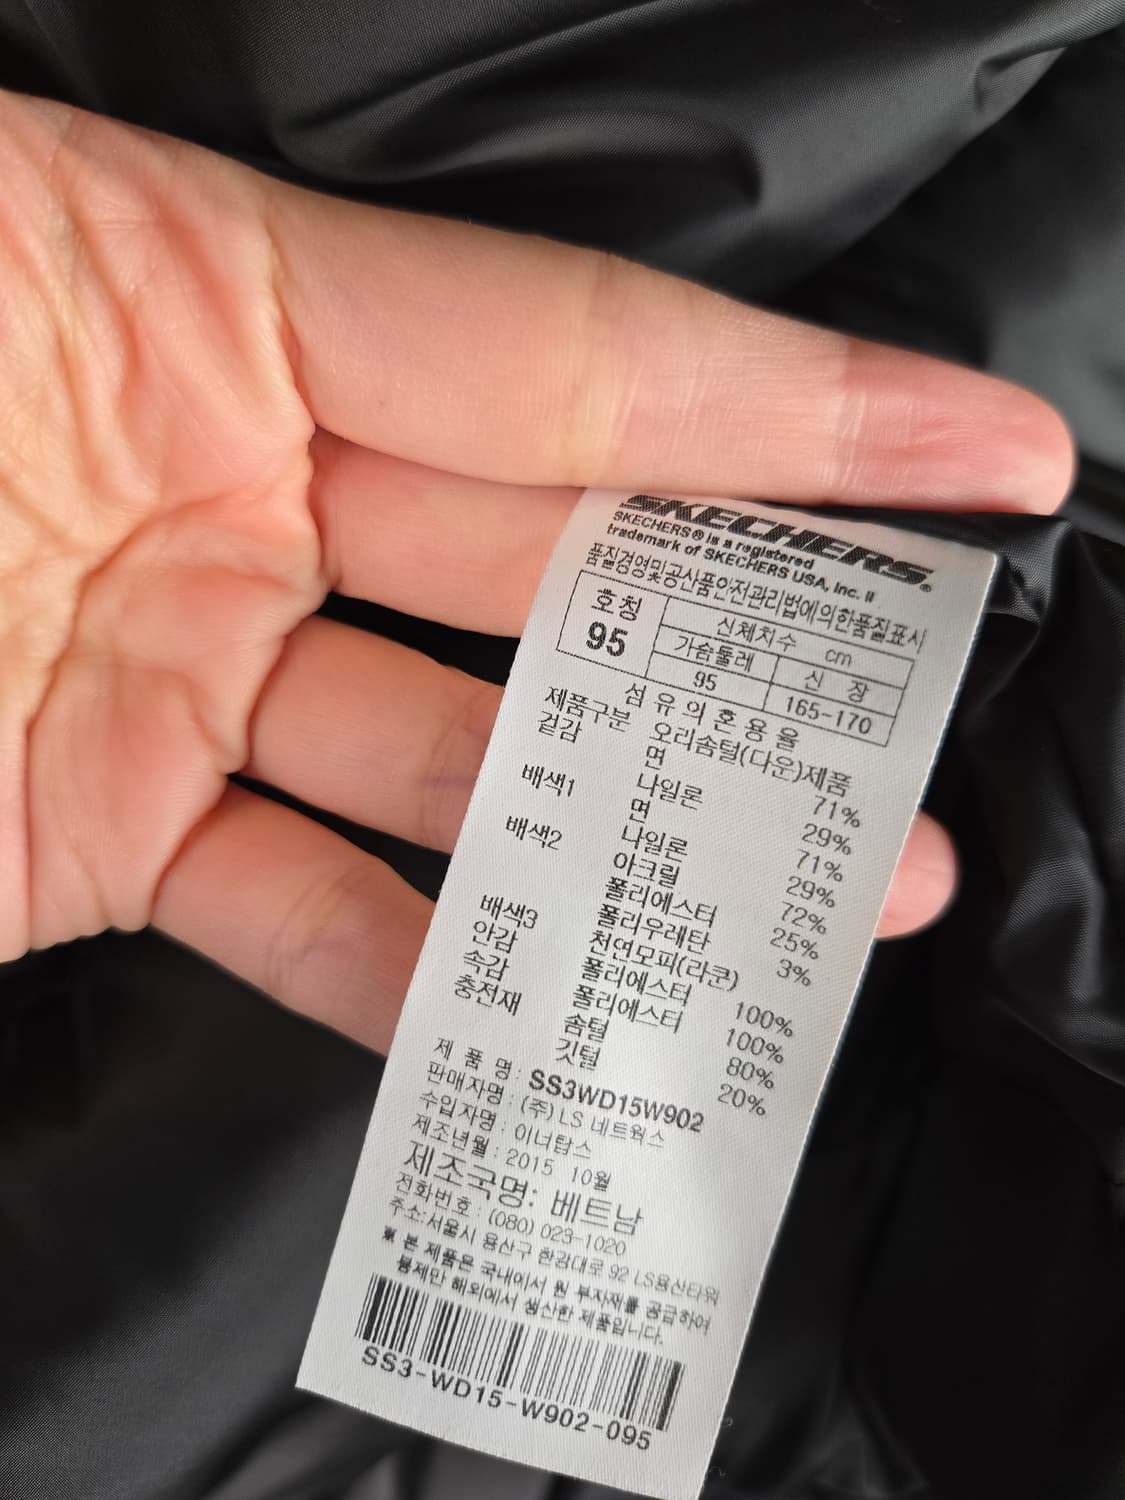 SKECHERS®
SKECHERS® is a registered
trademark of SKECHERS USA, Inc. II
품질경영및공산품안전관리법에의한품질표시
호칭 신체치수 cm
95 가슴둘레 신 장
95 165-170
섬 유 의 혼 용 율
제품구분 오리솜털(다운)제품
겉감 면 71%
나일론 29%
배색1 면 71%
나일론 29%
배색2 아크릴 72%
폴리에스터 25%
폴리우레탄 3%
배색3 천연모피(라쿤)
안감 폴리에스터 100%
속감 폴리에스터 100%
충전재 솜털 80%
깃털 20%
제 품 명: SS3WD15W902
판매자명: (주) LS 네트웍스
수입자명: 이너탑스
제조년월: 2015 10월
제조국명: 베트남
전화번호: (080) 023-1020
주소:서울시 용산구 한강대로 92 LS용산타워
※ 본 제품은 국내에서 원 부자재를 공급하여
봉제만 해외에서 생산한 제품입니다.
SS3-WD15-W902-095